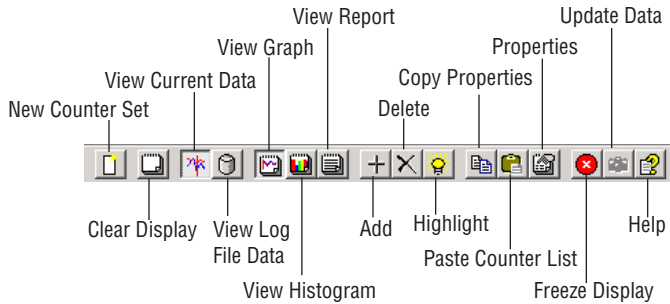 View Report
Update Data
View Graph
Properties
View Current Data
Copy Properties
New Counter Set
Delete
Clear Display
View Log
File Data
Add
Highlight
Help
Paste Counter List
View Histogram
Freeze Display